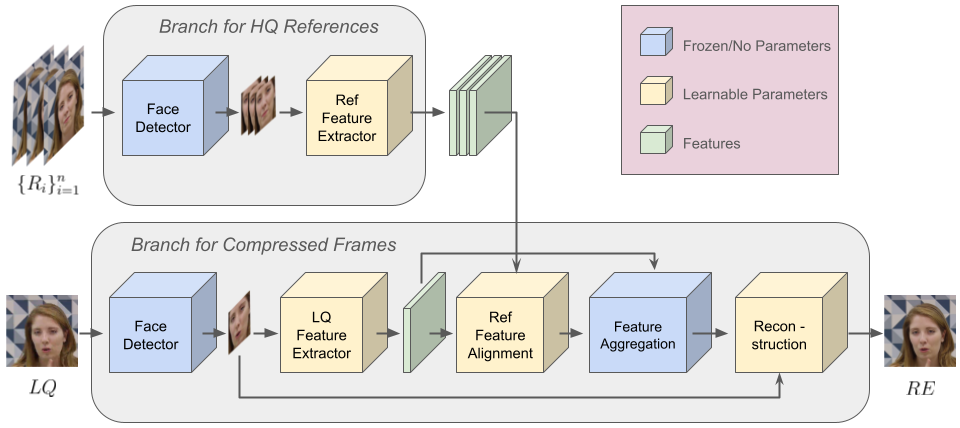 Branch for HQ References
Face
Detector
Ref
Feature
Extractor
{R_i}_{i=1}^n
Frozen/No Parameters
Learnable Parameters
Features
Branch for Compressed Frames
Face
Detector
LQ
Feature
Extractor
Ref
Feature
Alignment
Feature
Aggregation
Recon -
struction
LQ
RE